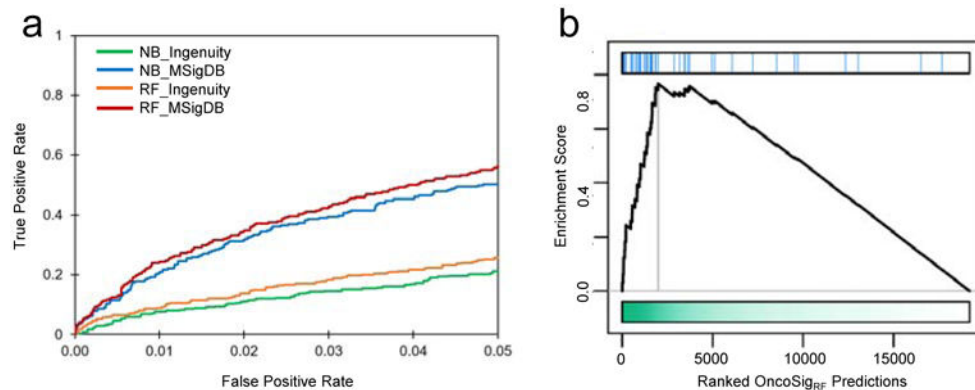 a
1
0.8
0.6
0.4
0.2
0
0.00
0.01
0.02
0.03
0.04
0.05
True Positive Rate
False Positive Rate
NB_Ingenuity
NB_MSigDB
RF_Ingenuity
RF_MSigDB
b
0.8
0.4
0.0
Enrichment Score
0
5000
10000
15000
Ranked OncoSigRF Predictions